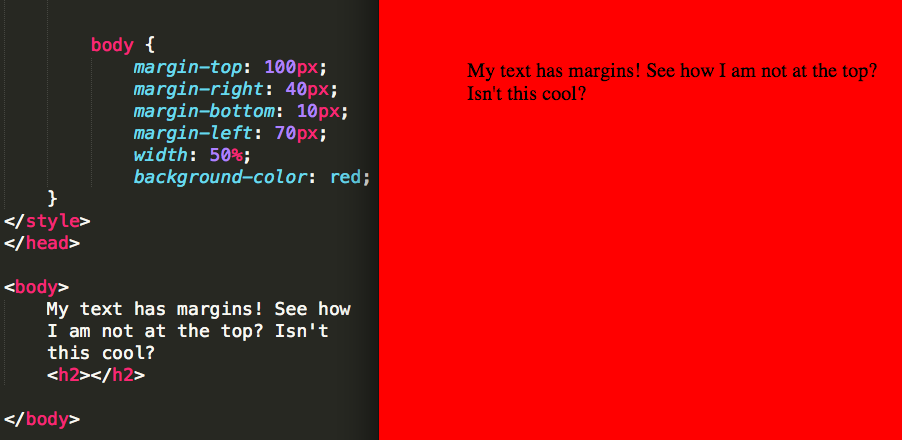 body {
margin-top: 100px;
margin-right: 40px;
margin-bottom: 10px;
margin-left: 70px;
width: 50%;
background-color: red;
}
</style>
</head>
<body>
My text has margins! See how
I am not at the top? Isn't
this cool?
<h2></h2>
</body>
My text has margins! See how I am not at the top?
Isn't this cool?